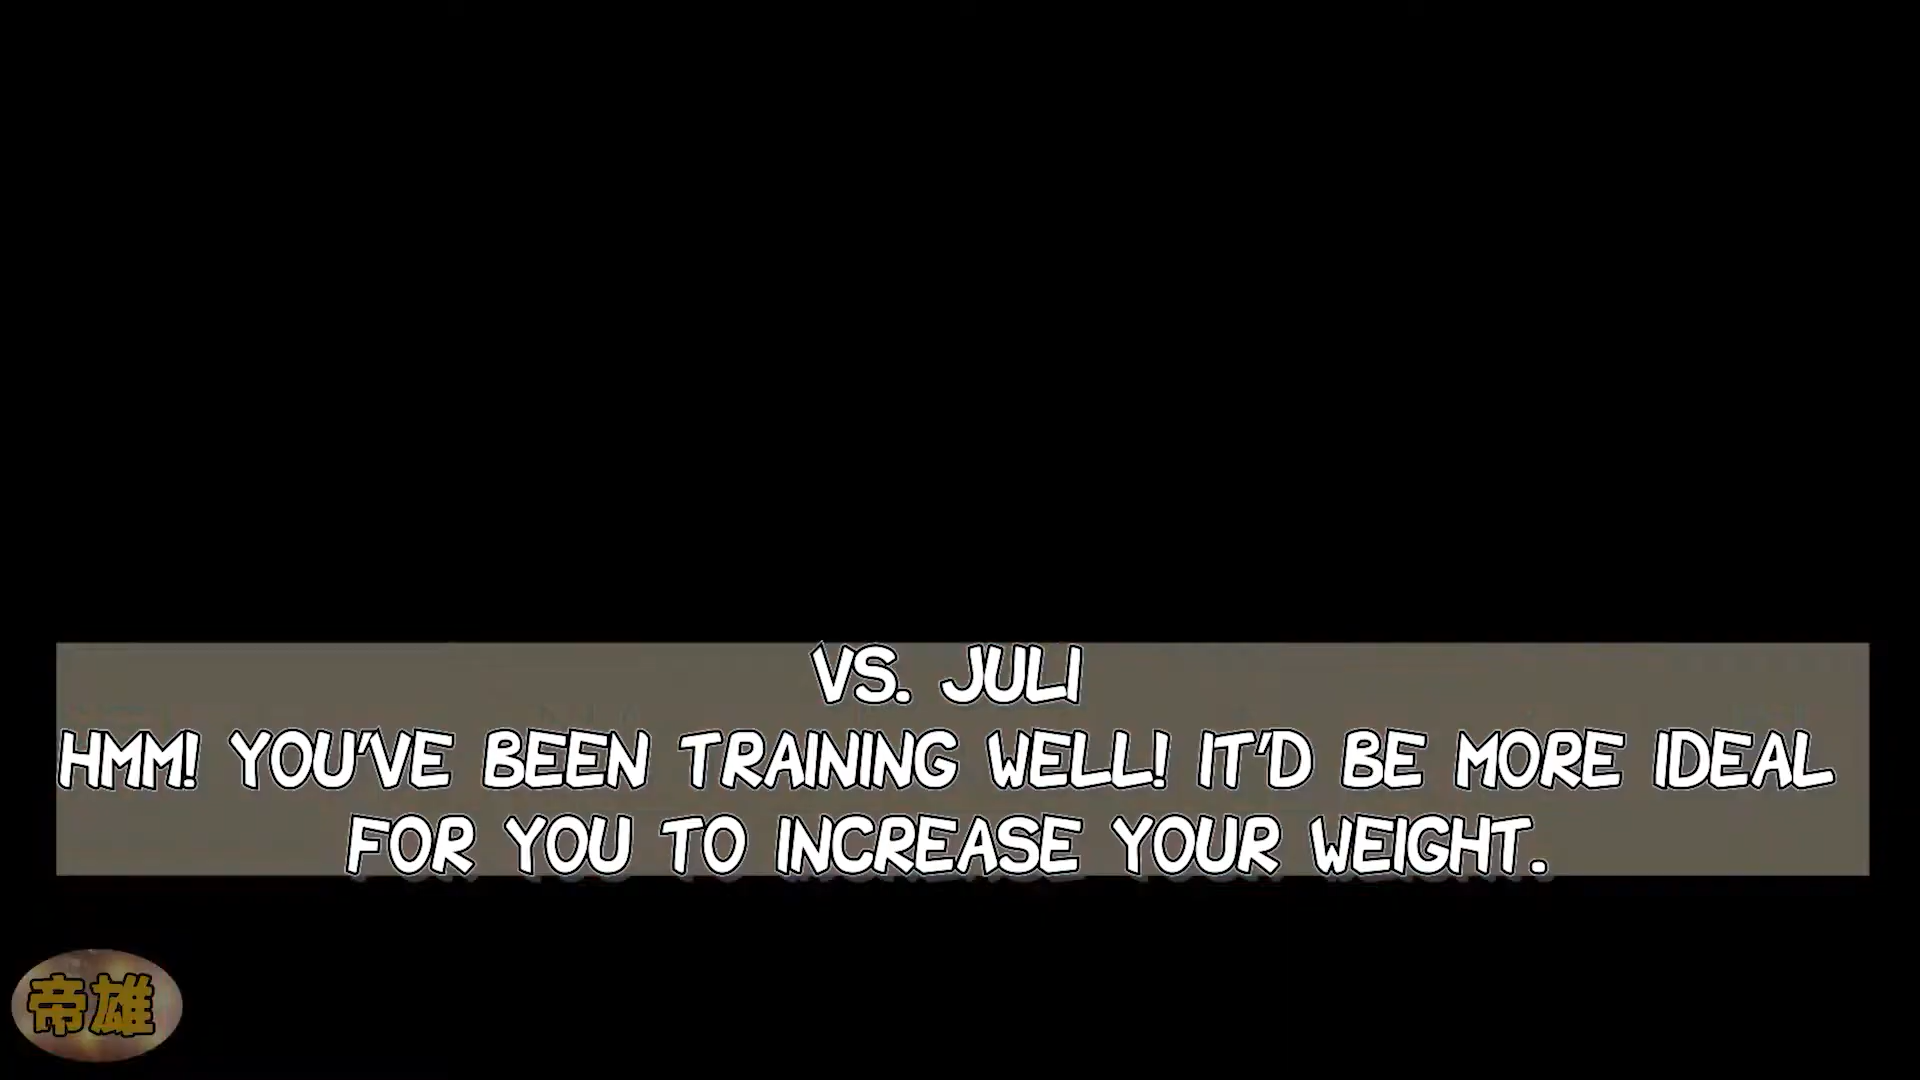 VS. JULI
HMM! YOU'VE BEEN TRAINING WELL! IT'D BE MORE IDEAL
FOR YOU TO INCREASE YOUR WEIGHT.
帝雄